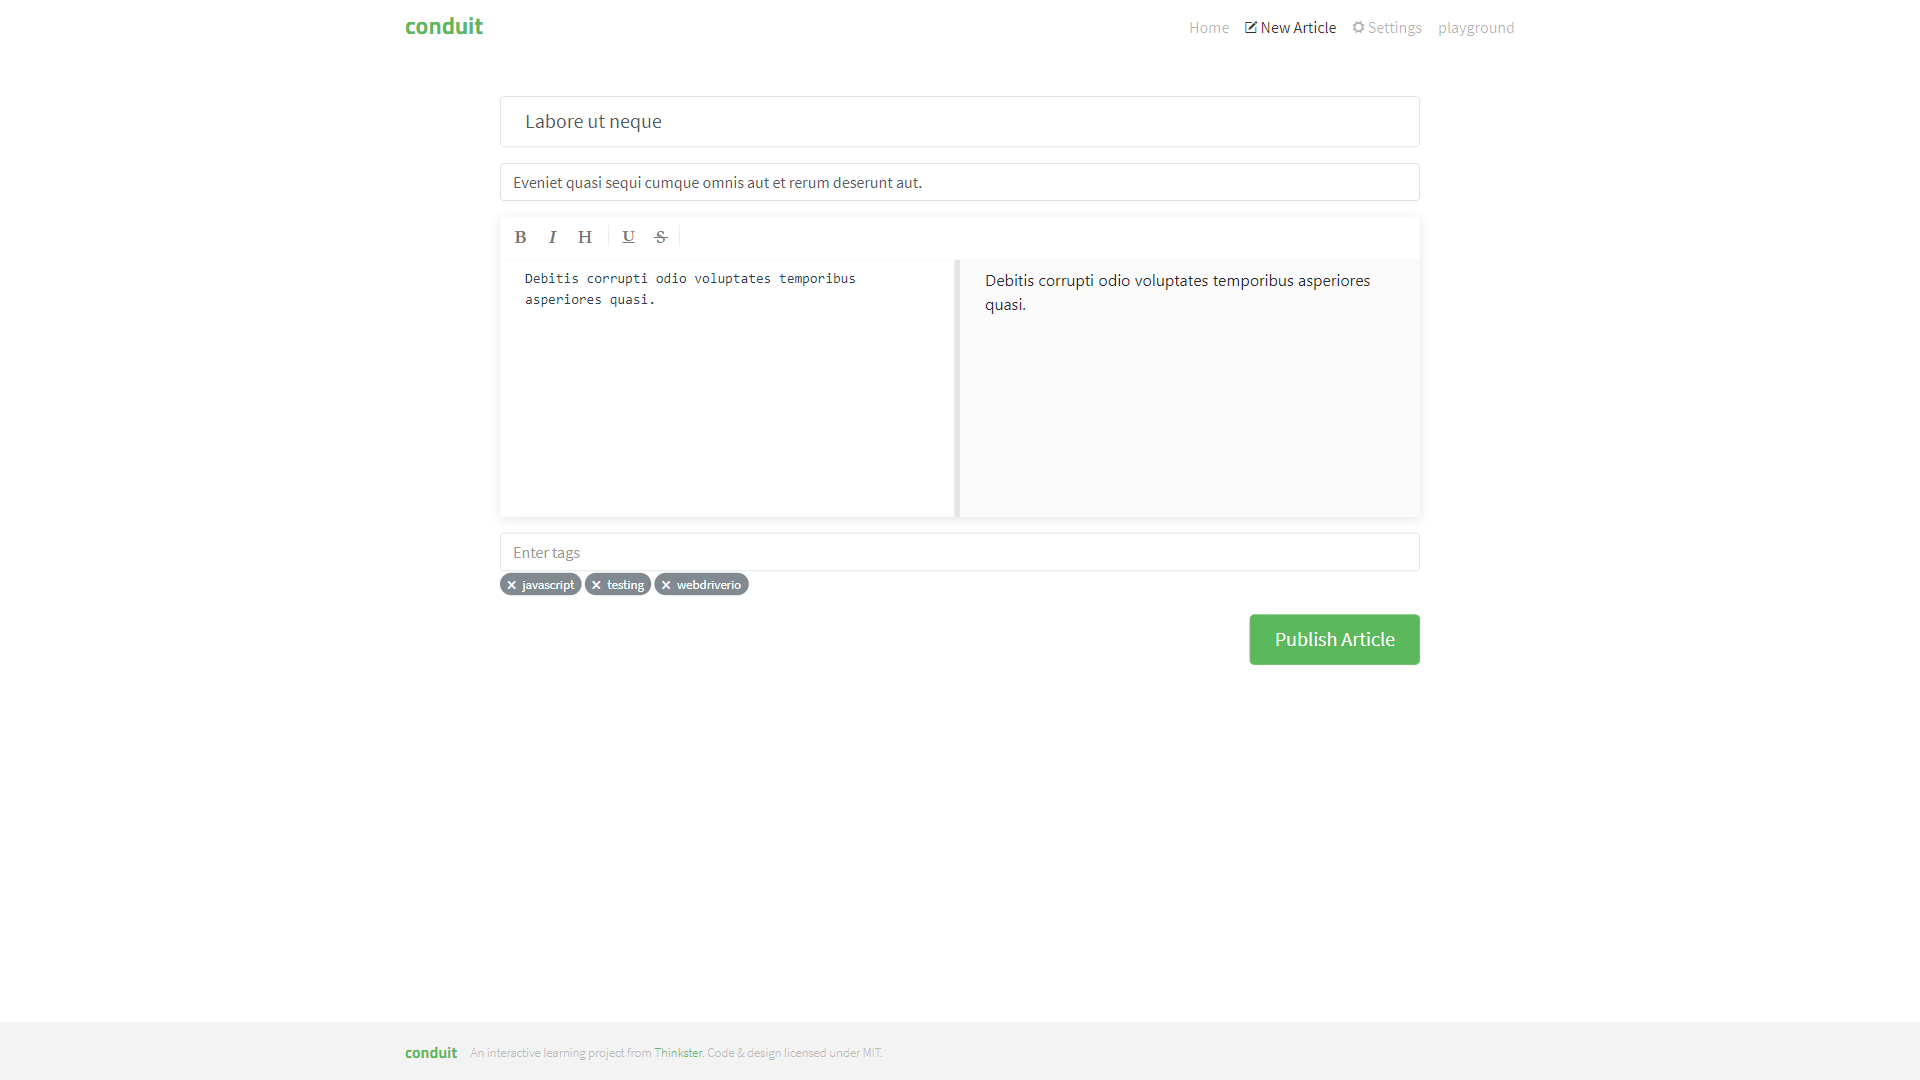 conduit
Home New Article Settings playground
Labore ut neque
Eveniet quasi sequi cumque omnis aut et rerum deserunt aut.
B I H U S
Debitis corrupti odio voluptates temporibus
asperiores quasi.
Debitis corrupti odio voluptates temporibus asperiores
quasi.
Enter tags
javascript testing webdriverio
Publish Article
conduit An interactive learning project from Thinkster. Code & design licensed under MIT.